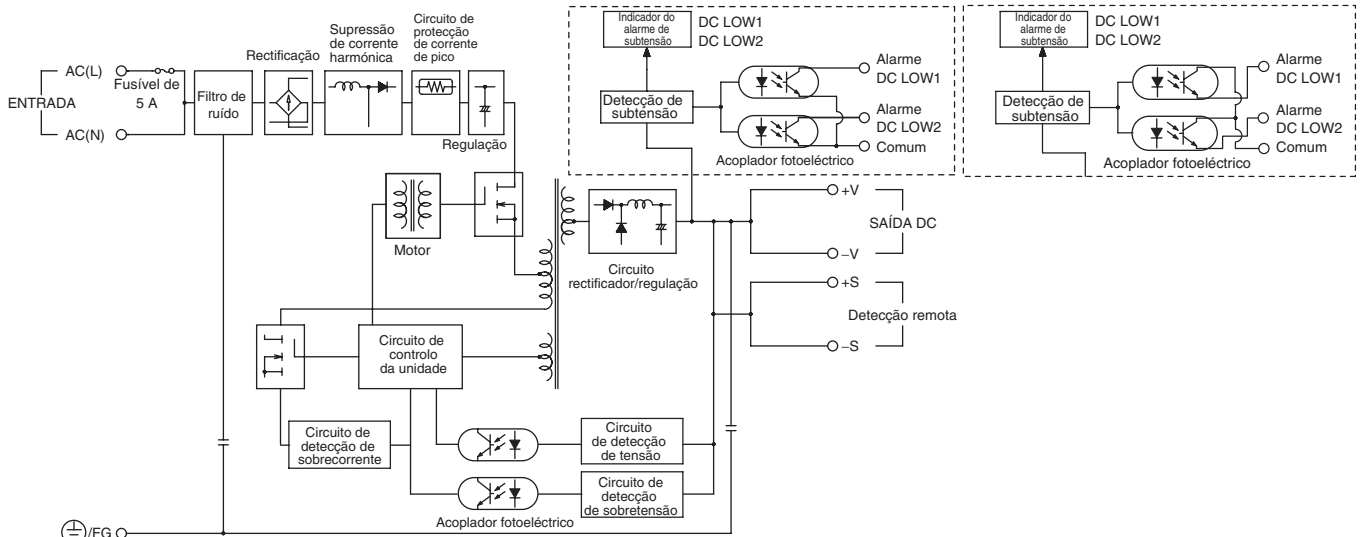 ENTRADA
AC(L)
AC(N)
Fusível de
5 A
Filtro de
ruído
Rectificação
Supressão
de corrente
harmónica
Circuito de
protecção
de corrente
de pico
Regulação
Indicador do
alarme de
subtensão
DC LOW1
DC LOW2
Detecção de
subtensão
Alarme
DC LOW1
Alarme
DC LOW2
Comum
Acoplador fotoeléctrico
Indicador do
alarme de
subtensão
DC LOW1
DC LOW2
Detecção de
subtensão
Alarme
DC LOW1
Alarme
DC LOW2
Comum
Acoplador fotoeléctrico
Motor
Circuito
rectificador/regulação
+V
SAÍDA DC
–V
+S
Detecção remota
–S
Circuito de
controlo
da unidade
Circuito de
detecção de
sobrecorrente
Circuito
de detecção
de tensão
Circuito de
detecção
de sobretensão
Acoplador fotoeléctrico
/FG